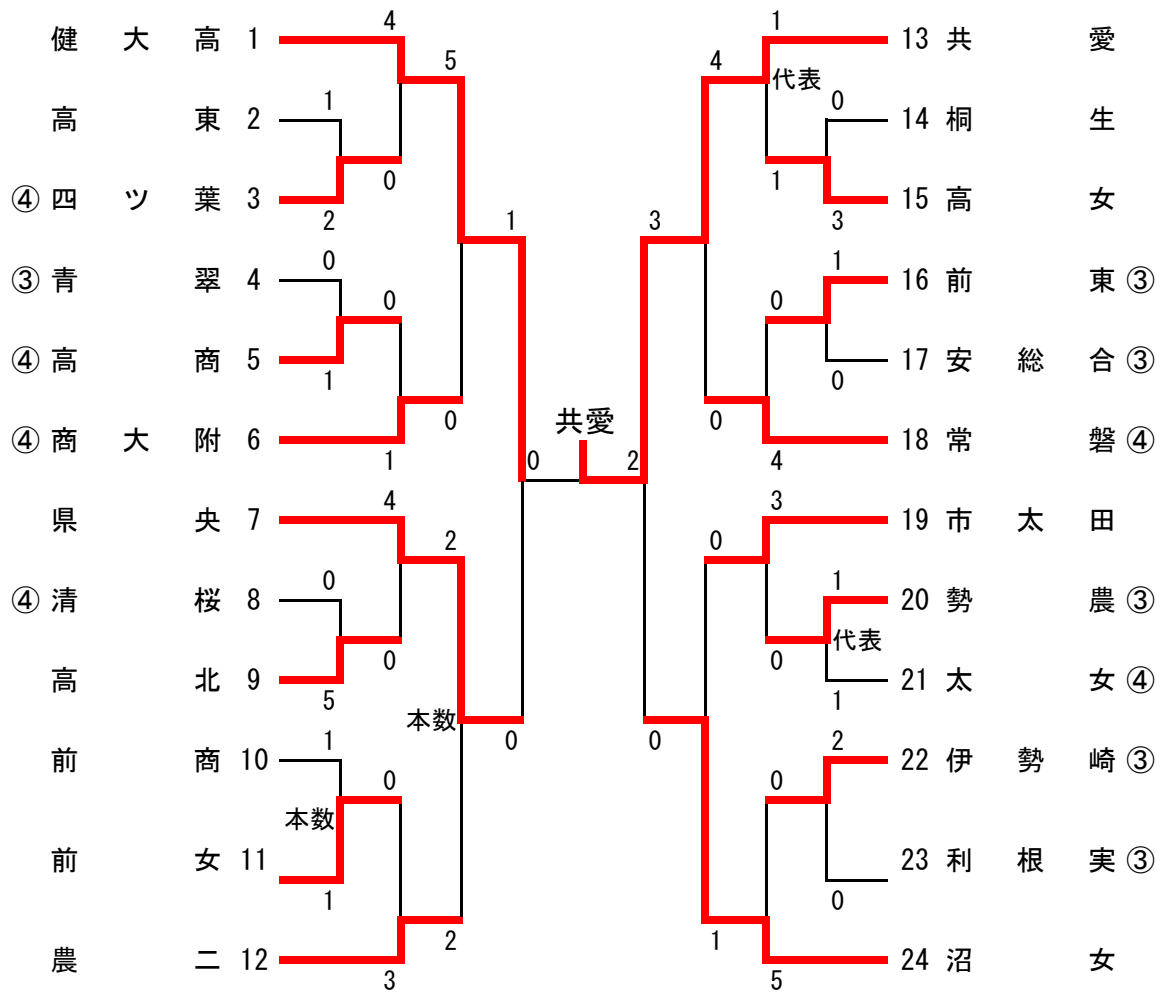 健大高 1 4 1 13 共愛
5 4
代表
高東 2 1 0 14 桐生
④ 四ツ葉 3 2 0 1 3 15 高女
1 3
③ 青翠 4 0 1 16 前東 ③
0 0
④ 高商 5 1 0 17 安総合 ③
0 共愛 0
④ 商大附 6 1 4 18 常磐 ④
0 2
県央 7 4 3 19 市太田
2 0
④ 清桜 8 0 1 20 勢農 ③
代表
高北 9 5 0 0 1 21 太女 ④
本数 0 0
前商 10 1 2 22 伊勢崎 ③
0 0
本数
前女 11 1 0 23 利根実 ③
2 1
農二 12 3 5 24 沼女